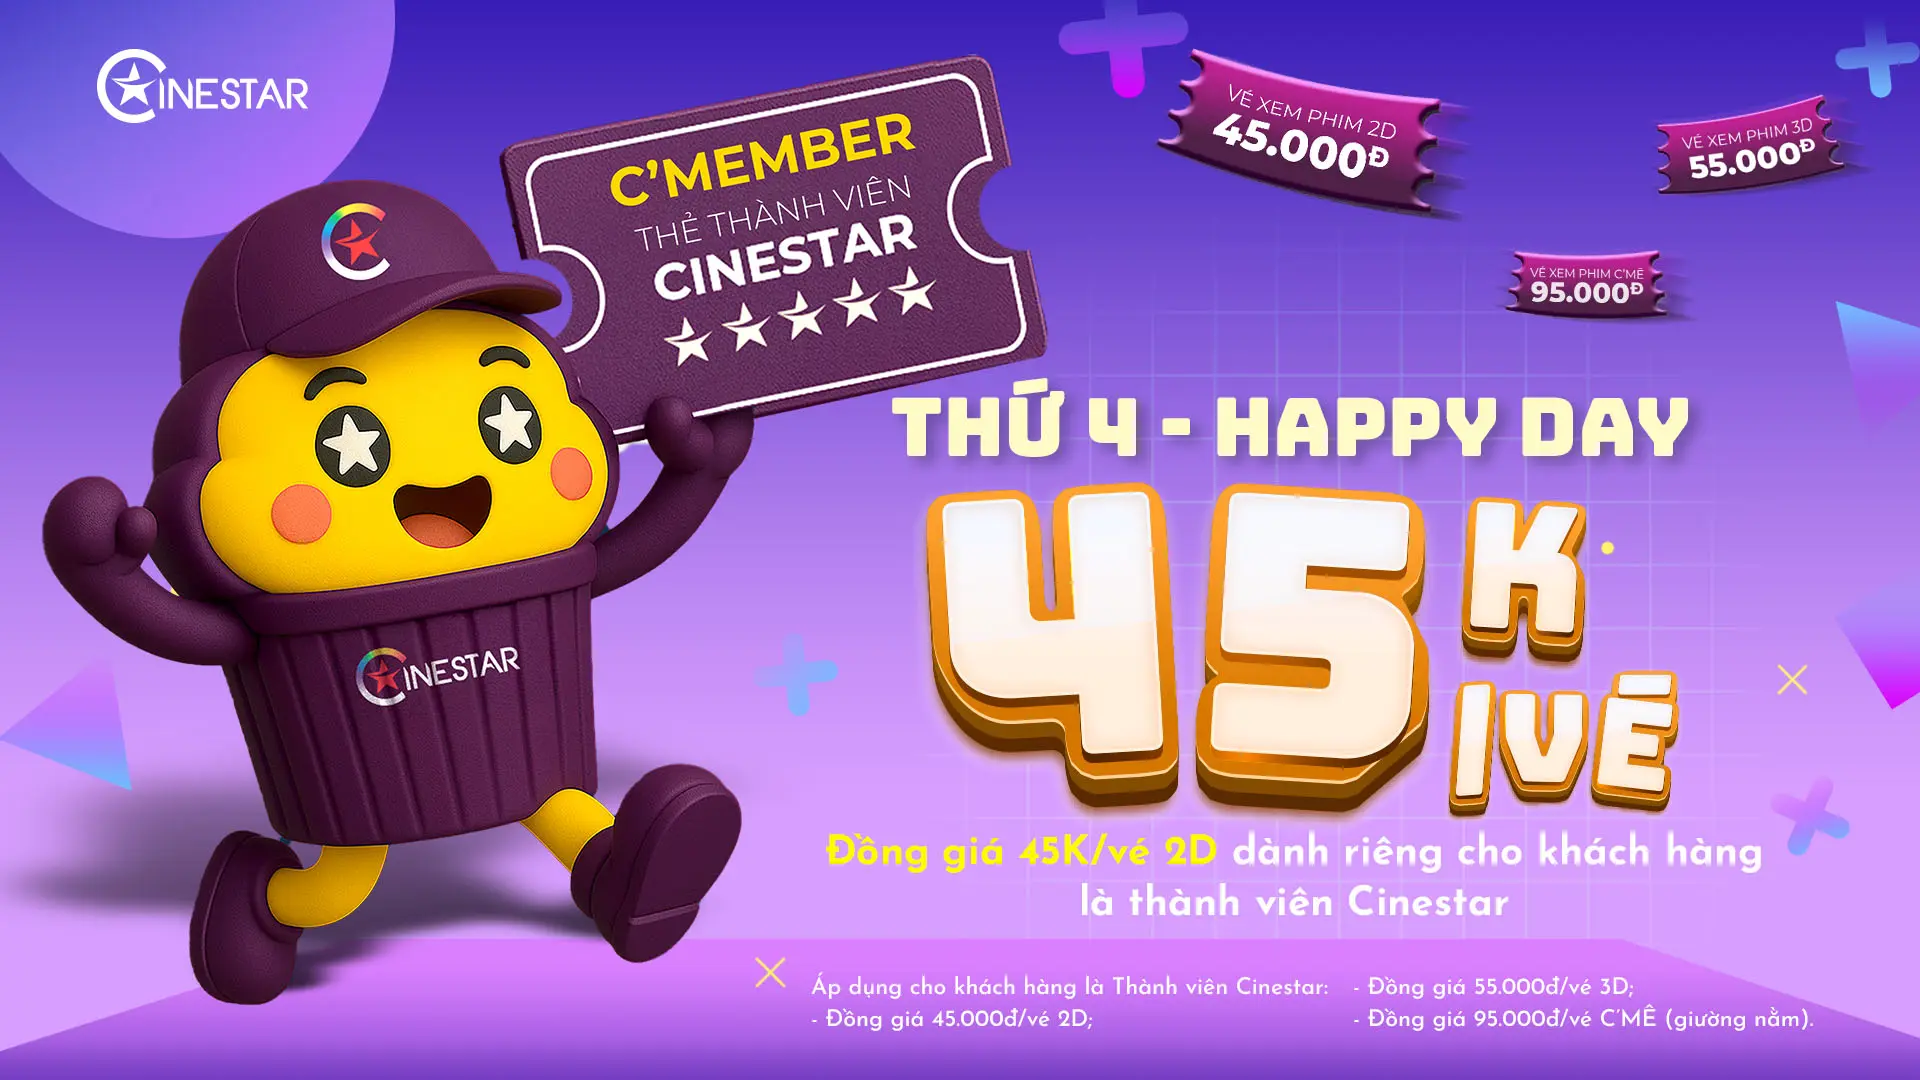 CINESTAR
C'MEMBER
THẺ THÀNH VIÊN
CINESTAR
VÉ XEM PHIM 2D
45.000Đ
VÉ XEM PHIM 3D
55.000Đ
VÉ XEM PHIM C'MÊ
95.000Đ
THỨ 4 - HAPPY DAY
45K
/VÉ
CINESTAR
Đồng giá 45K/vé 2D dành riêng cho khách hàng
là thành viên Cinestar
Áp dụng cho khách hàng là Thành viên Cinestar:
- Đồng giá 45.000đ/vé 2D;
- Đồng giá 55.000đ/vé 3D;
- Đồng giá 95.000đ/vé C'MÊ (giường nằm).